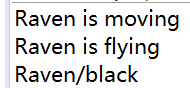 Raven is moving
Raven is flying
Raven/black